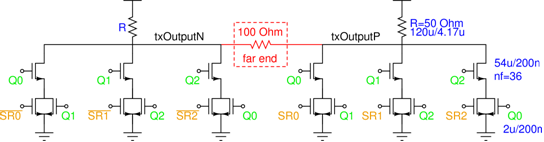 R
R=50 Ohm
120u/4.17u
txOutputN
100 Ohm
far end
txOutputP
Q0
Q1
Q2
Q0
Q1
Q2
54u/200n
nf=36
SR0
Q1
SR1
Q2
SR2
Q0
Q1
SR1
Q2
SR2
Q0
SR0
2u/200n